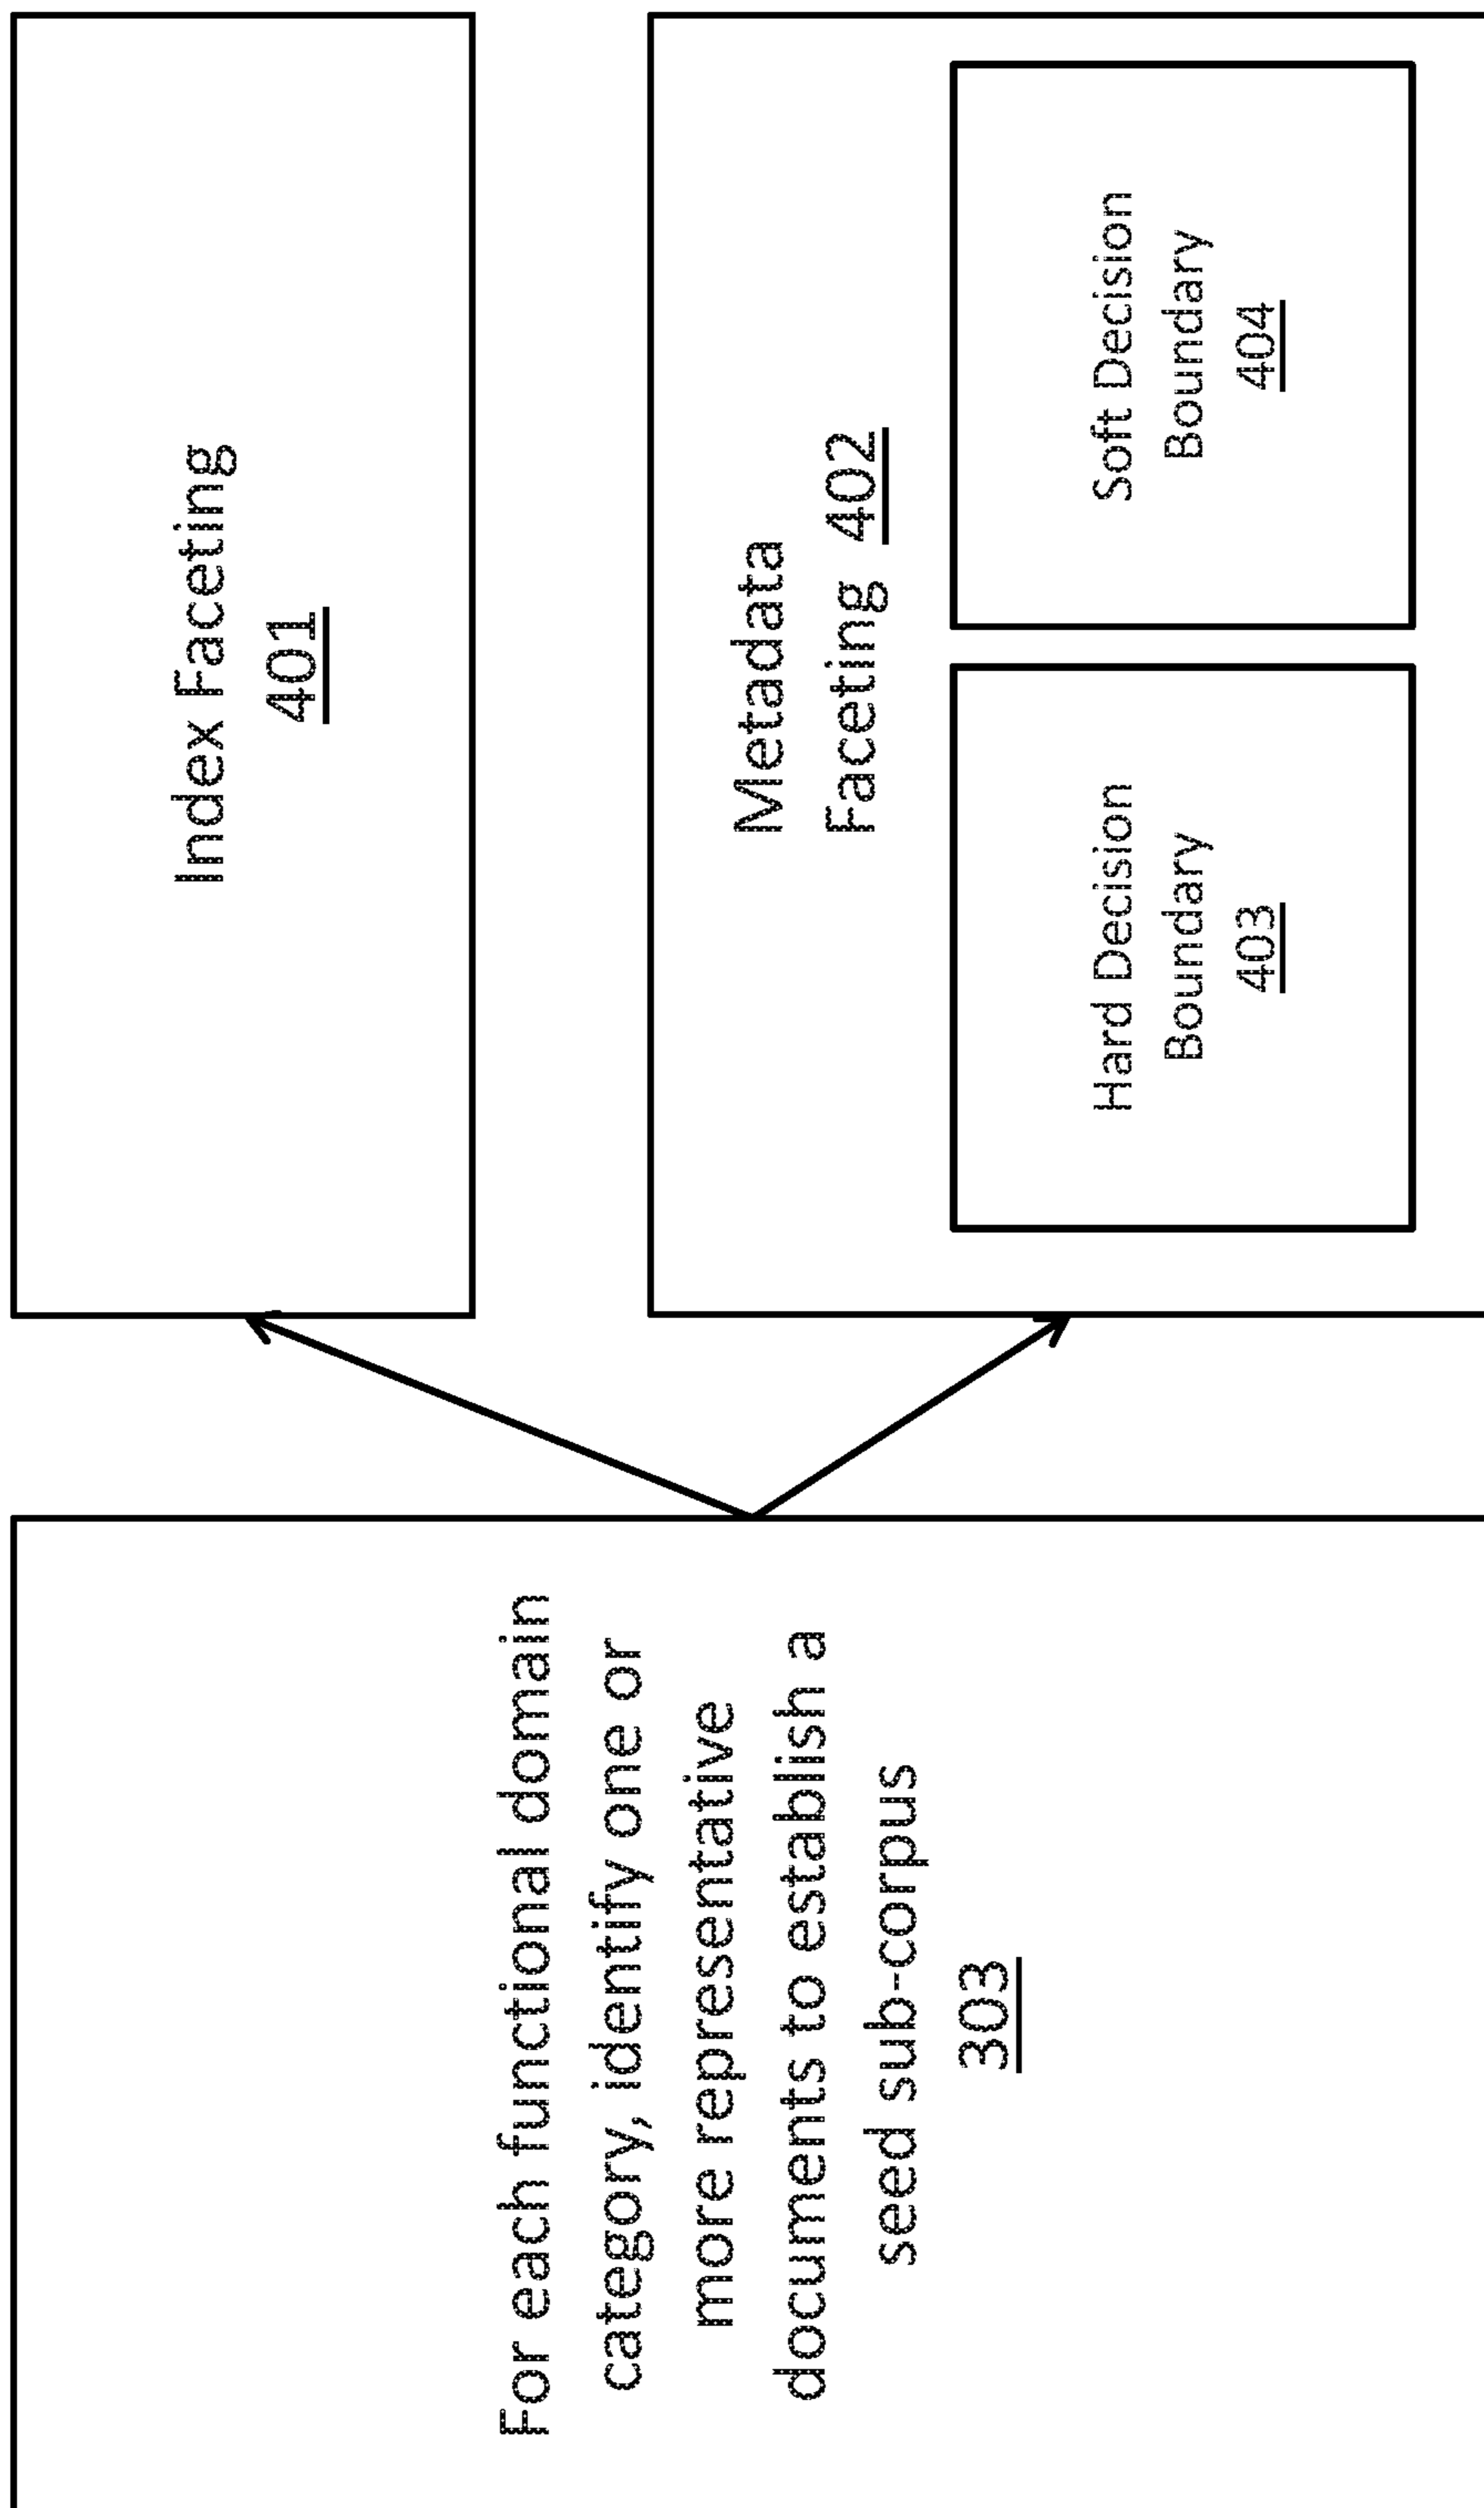 For each functional domain
category, identify one or
more representative
documents to establish a
seed sub-corpus
303
Index Faceting
401
Metadata
Faceting 402
Hard Decision
Boundary
403
Soft Decision
Boundary
404